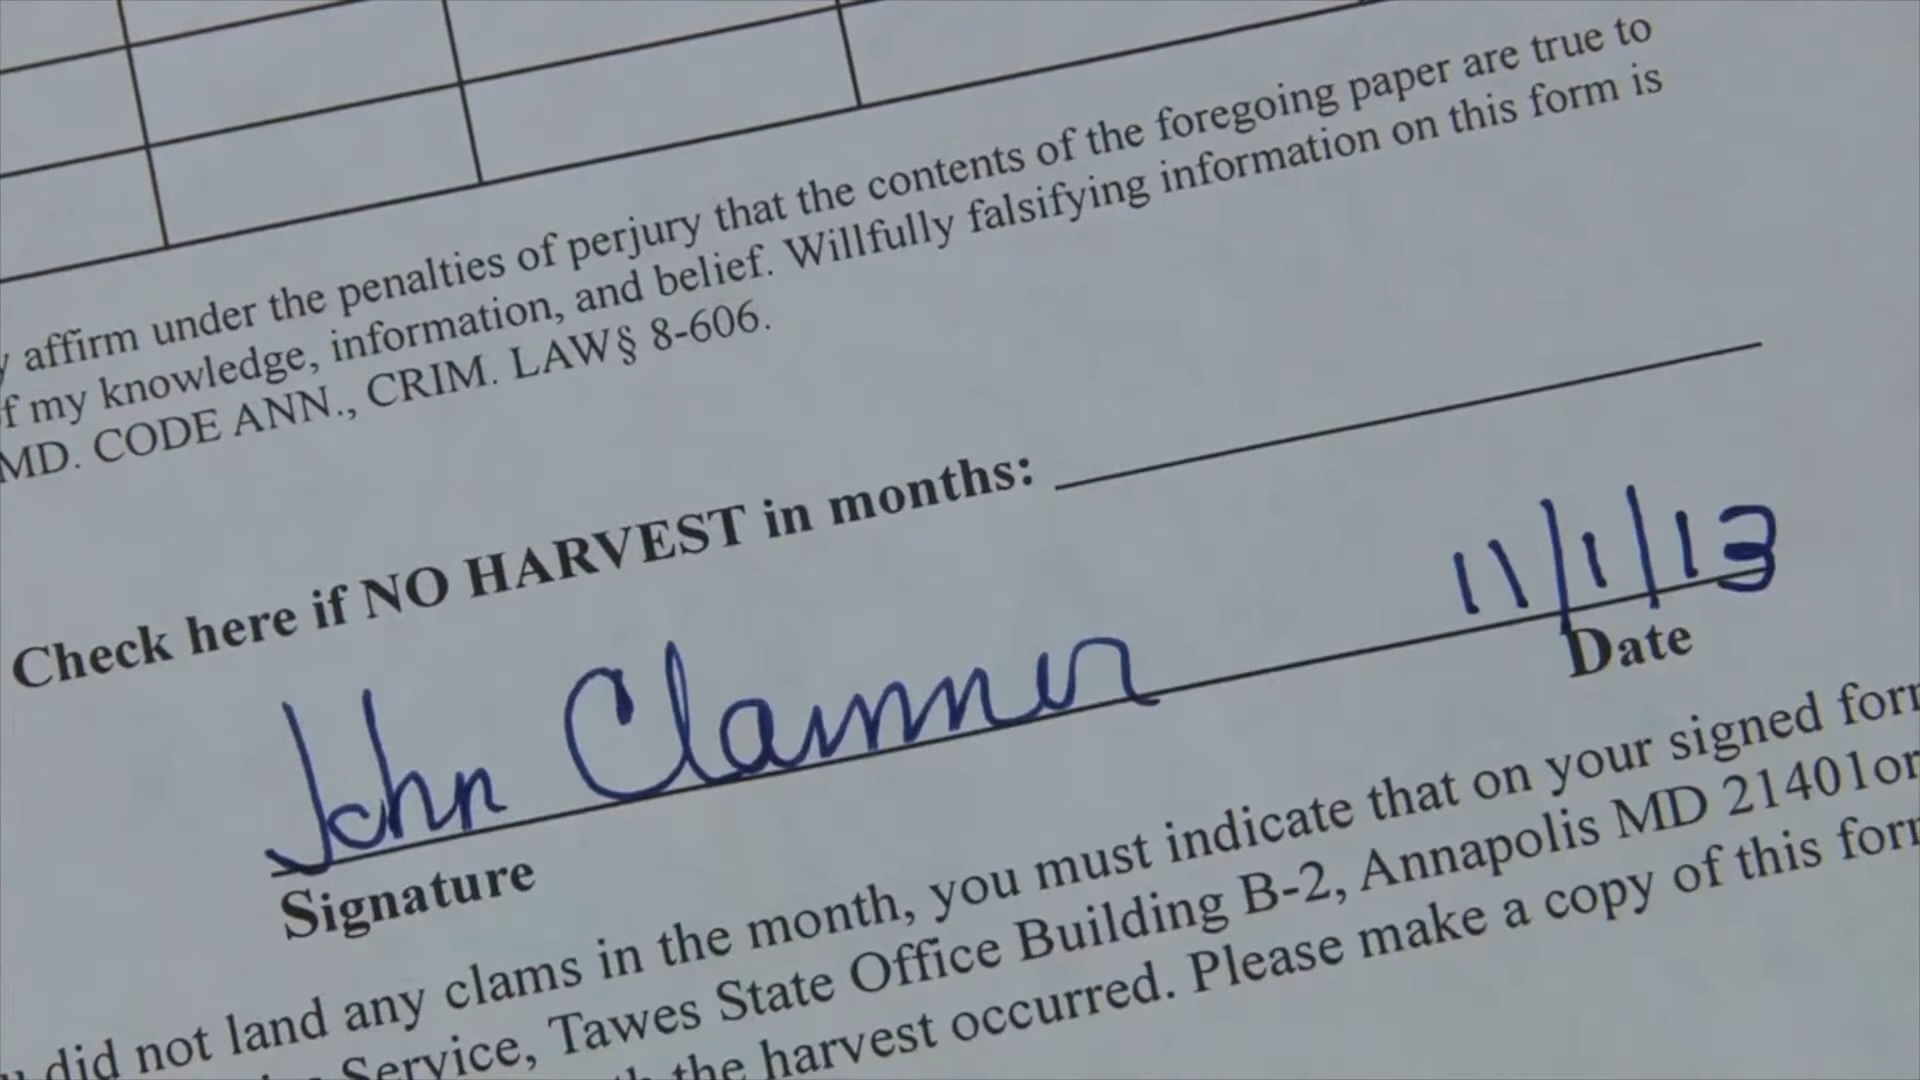 affirm under the penalties of perjury that the contents of the foregoing paper are true to
my knowledge, information, and belief. Willfully falsifying information on this form is
MD. CODE ANN., CRIM. LAW§ 8-606.
Check here if NO HARVEST in months:
John Clammer 11/1/13
Signature Date
did not land any clams in the month, you must indicate that on your signed
Service, Tawes State Office Building B-2, Annapolis MD 21401or
the harvest occurred. Please make a copy of this